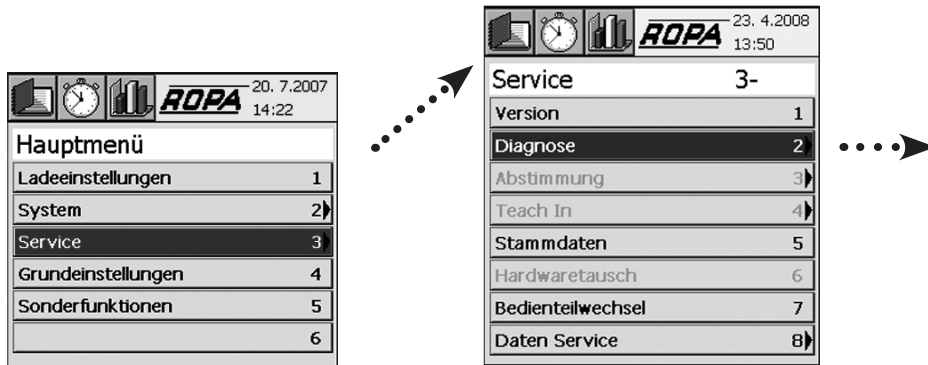 ROPA
20. 7.2007
14:22
Hauptmenü
Ladeeinstellungen 1
System 2
Service 3
Grundeinstellungen 4
Sonderfunktionen 5
6
ROPA
23. 4.2008
13:50
Service 3-
Version 1
Diagnose 2
Abstimmung 3
Teach In 4
Stammdaten 5
Hardwaretausch 6
Bedienteilwechsel 7
Daten Service 8